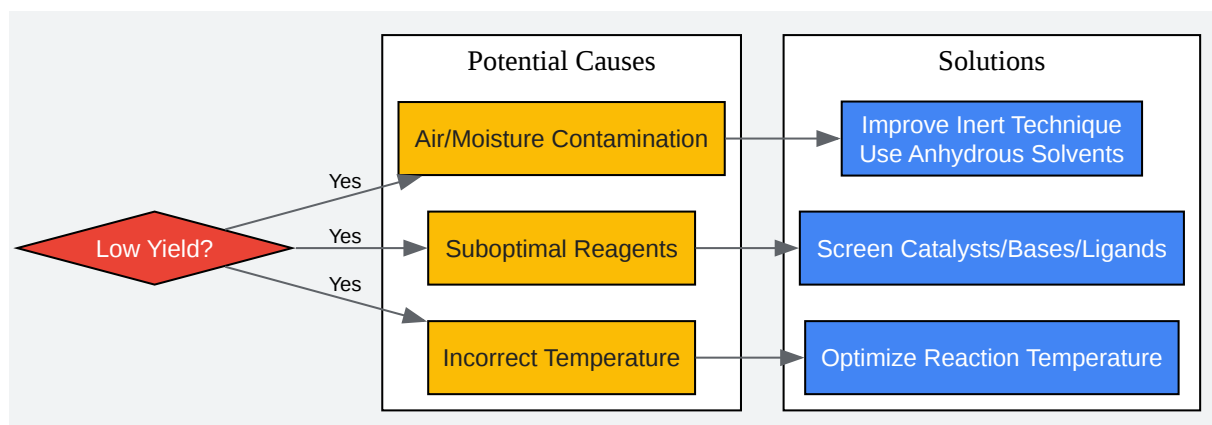 Potential Causes
Solutions
Air/Moisture Contamination
Improve Inert Technique
Use Anhydrous Solvents
Yes
Low Yield?
Yes
Suboptimal Reagents
Screen Catalysts/Bases/Ligands
Yes
Incorrect Temperature
Optimize Reaction Temperature